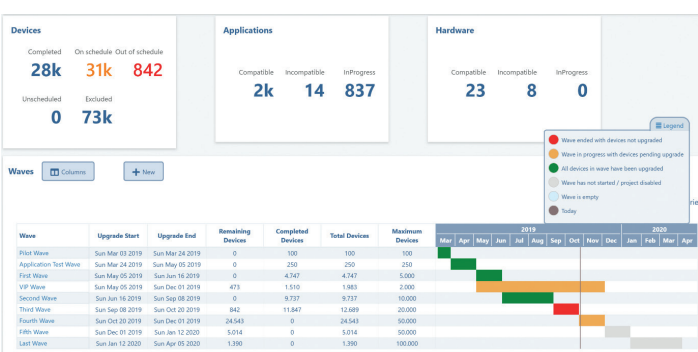 Devices
Completed On schedule Out of schedule
28k 31k 842
Unscheduled Excluded
0 73k
Applications
Compatible Incompatible InProgress
2k 14 837
Hardware
Compatible Incompatible InProgress
23 8 0
Legend
Wave ended with devices not upgraded
Wave in progress with devices pending upgrade
All devices in wave have been upgraded
Wave has not started / project disabled
Wave is empty
Today
Waves Columns + New
rie
Wave Upgrade Start Upgrade End Remaining Devices Completed Devices Total Devices Maximum Devices 2019 2020
Mar Apr May Jun Jul Aug Sep Oct Nov Dec Jan Feb Mar Apr
Pilot Wave Sun Mar 03 2019 Sun Mar 24 2019 0 100 100 100
Application Test Wave Sun Mar 24 2019 Sun May 05 2019 0 250 250 250
First Wave Sun May 05 2019 Sun Jun 16 2019 0 4.747 4.747 5.000
VIP Wave Sun May 05 2019 Sun Dec 01 2019 473 1.510 1.983 2.000
Second Wave Sun Jun 16 2019 Sun Sep 08 2019 0 9.737 9.737 10.000
Third Wave Sun Sep 08 2019 Sun Oct 20 2019 842 11.847 12.689 20.000
Fourth Wave Sun Oct 20 2019 Sun Dec 01 2019 24.543 0 24.543 50.000
Fifth Wave Sun Dec 01 2019 Sun Jan 12 2020 5.014 0 5.014 50.000
Last Wave Sun Jan 12 2020 Sun Apr 05 2020 1.390 0 1.390 100.000